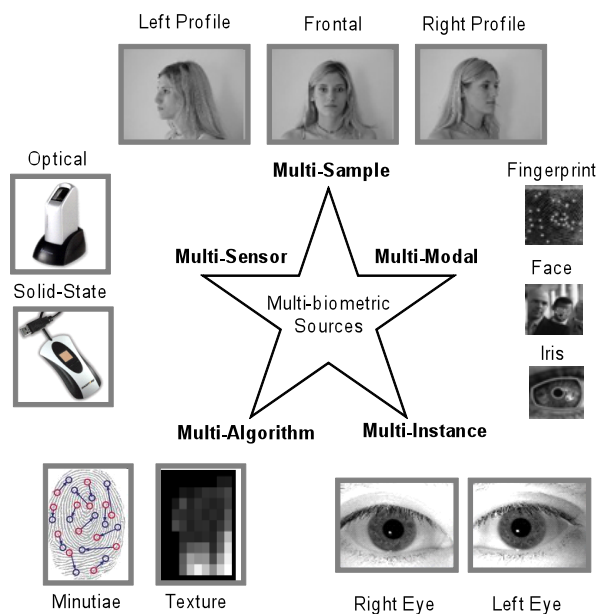 Left Profile
Frontal
Right Profile
Optical
Multi-Sample
Fingerprint
Multi-Sensor
Multi-Modal
Face
Solid-State
Multi-biometric
Sources
Iris
Multi-Algorithm
Multi-Instance
Minutiae
Texture
Right Eye
Left Eye